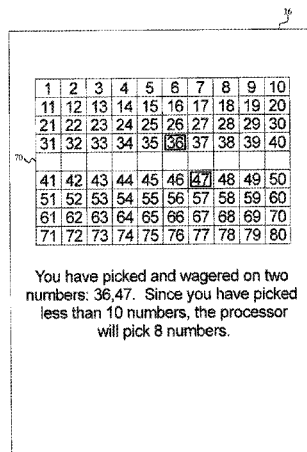 16
1 2 3 4 5 6 7 8 9 10
11 12 13 14 15 16 17 18 19 20
21 22 23 24 25 26 27 28 29 30
31 32 33 34 35 36 37 38 39 40
70
41 42 43 44 45 46 47 48 49 50
51 52 53 54 55 56 57 58 59 60
61 62 63 64 65 66 67 68 69 70
71 72 73 74 75 76 77 78 79 80
You have picked and wagered on two
numbers: 36,47. Since you have picked
less than 10 numbers, the processor
will pick 8 numbers.